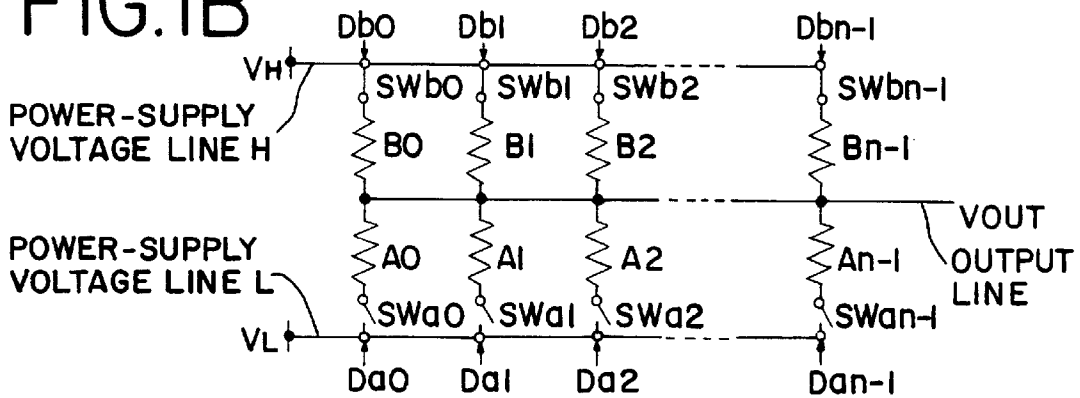 FIG.1B
Db0 Db1 Db2 Dbn-1
VH
SWb0 SWb1 SWb2 SWbn-1
POWER-SUPPLY
VOLTAGE LINE H
B0 B1 B2 Bn-1
VOUT
OUTPUT
LINE
POWER-SUPPLY
VOLTAGE LINE L
A0 A1 A2 An-1
SWa0 SWa1 SWa2 SWan-1
VL
Da0 Da1 Da2 Dan-1